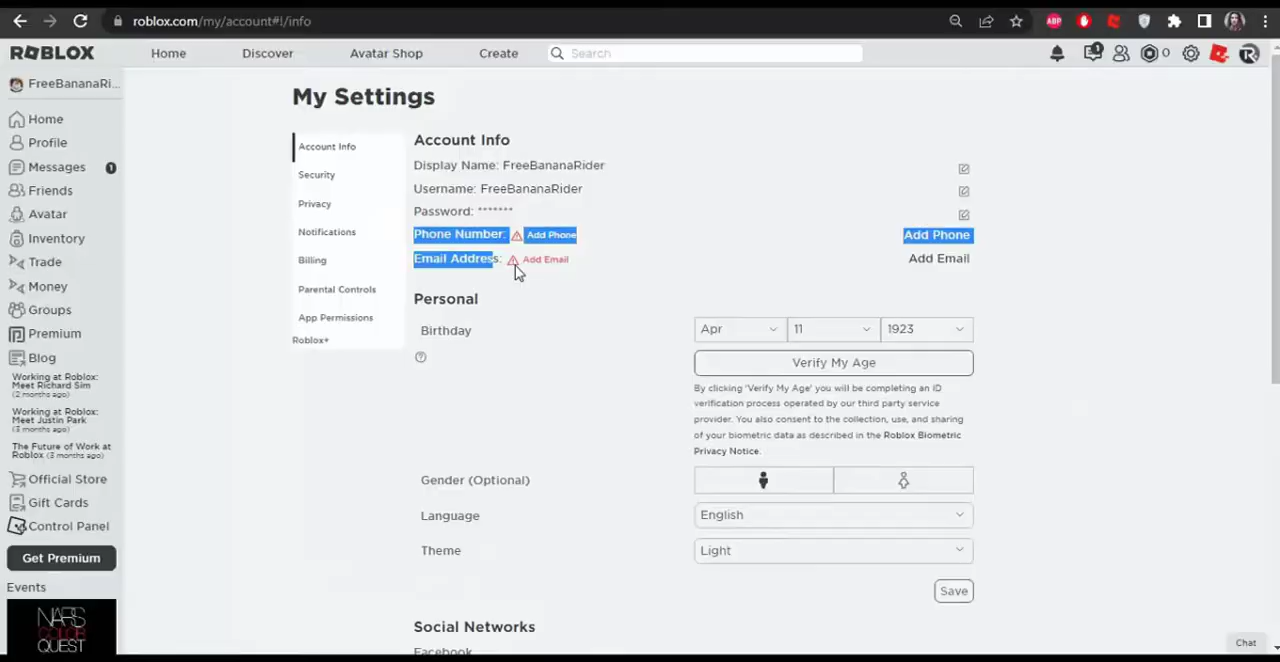 roblox.com/my/account#!/info
ABP
ROBLOX
Home
Discover
Avatar Shop
Create
Search
1
0
FreeBananaRi...
Home
Profile
Messages 1
Friends
Avatar
Inventory
Trade
Money
Groups
Premium
Blog
Working at Roblox:
Meet Richard Sim
(2 months ago)
Working at Roblox:
Meet Justin Park
(3 months ago)
The Future of Work at
Roblox (3 months ago)
Official Store
Gift Cards
Control Panel
Get Premium
Events
NARS
COLOR
QUEST
My Settings
Account Info
Security
Privacy
Notifications
Billing
Parental Controls
App Permissions
Roblox+
Account Info
Display Name: FreeBananaRider
Username: FreeBananaRider
Password: *******
Phone Number: Add Phone Add Phone
Email Address: Add Email Add Email
Personal
Birthday Apr 11 1923
Verify My Age
By clicking 'Verify My Age' you will be completing an ID
verification process operated by our third party service
provider. You also consent to the collection, use, and sharing
of your biometric data as described in the Roblox Biometric
Privacy Notice.
Gender (Optional)
Language English
Theme Light
Save
Social Networks
Facebook
Chat